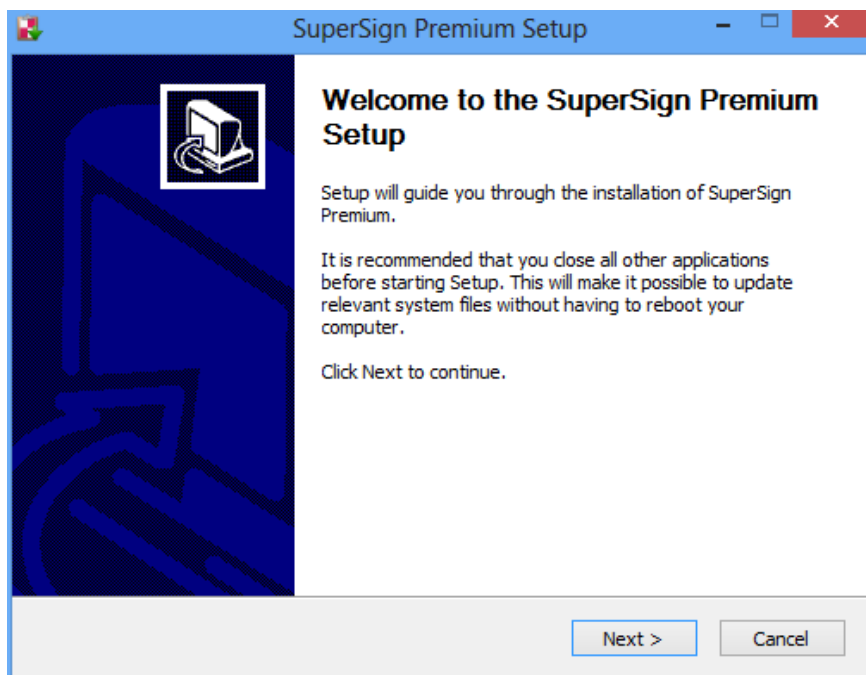 SuperSign Premium Setup
Welcome to the SuperSign Premium
Setup
Setup will guide you through the installation of SuperSign
Premium.
It is recommended that you close all other applications
before starting Setup. This will make it possible to update
relevant system files without having to reboot your
computer.
Click Next to continue.
Next >
Cancel